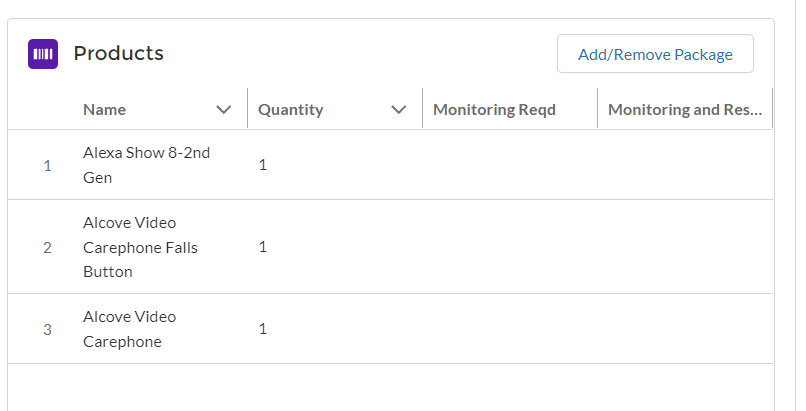 Products
Add/Remove Package
Name Quantity Monitoring Reqd Monitoring and Res...
1 Alexa Show 8-2nd Gen 1
2 Alcove Video Carephone Falls Button 1
3 Alcove Video Carephone 1